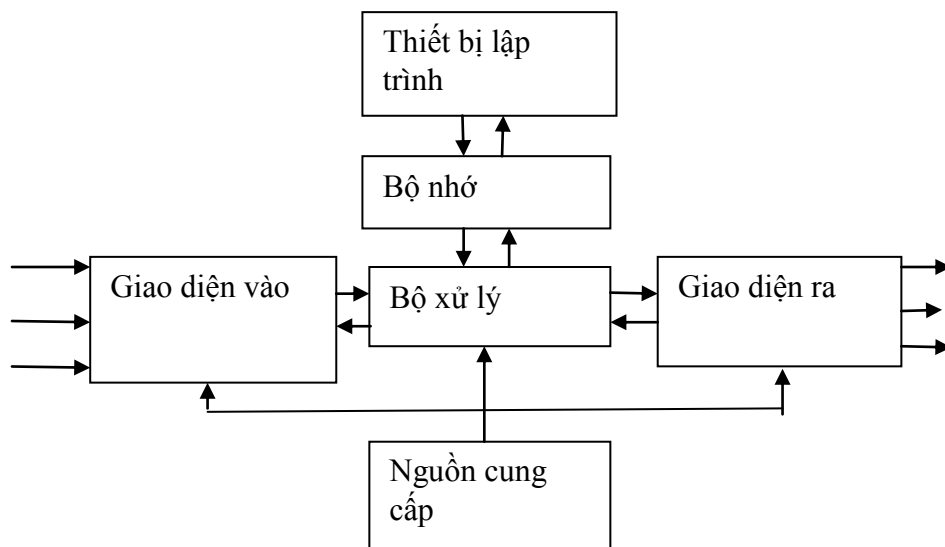 Thiết bị lập
trình
Bộ nhớ
Giao diện vào
Bộ xử lý
Giao diện ra
Nguồn cung
cấp